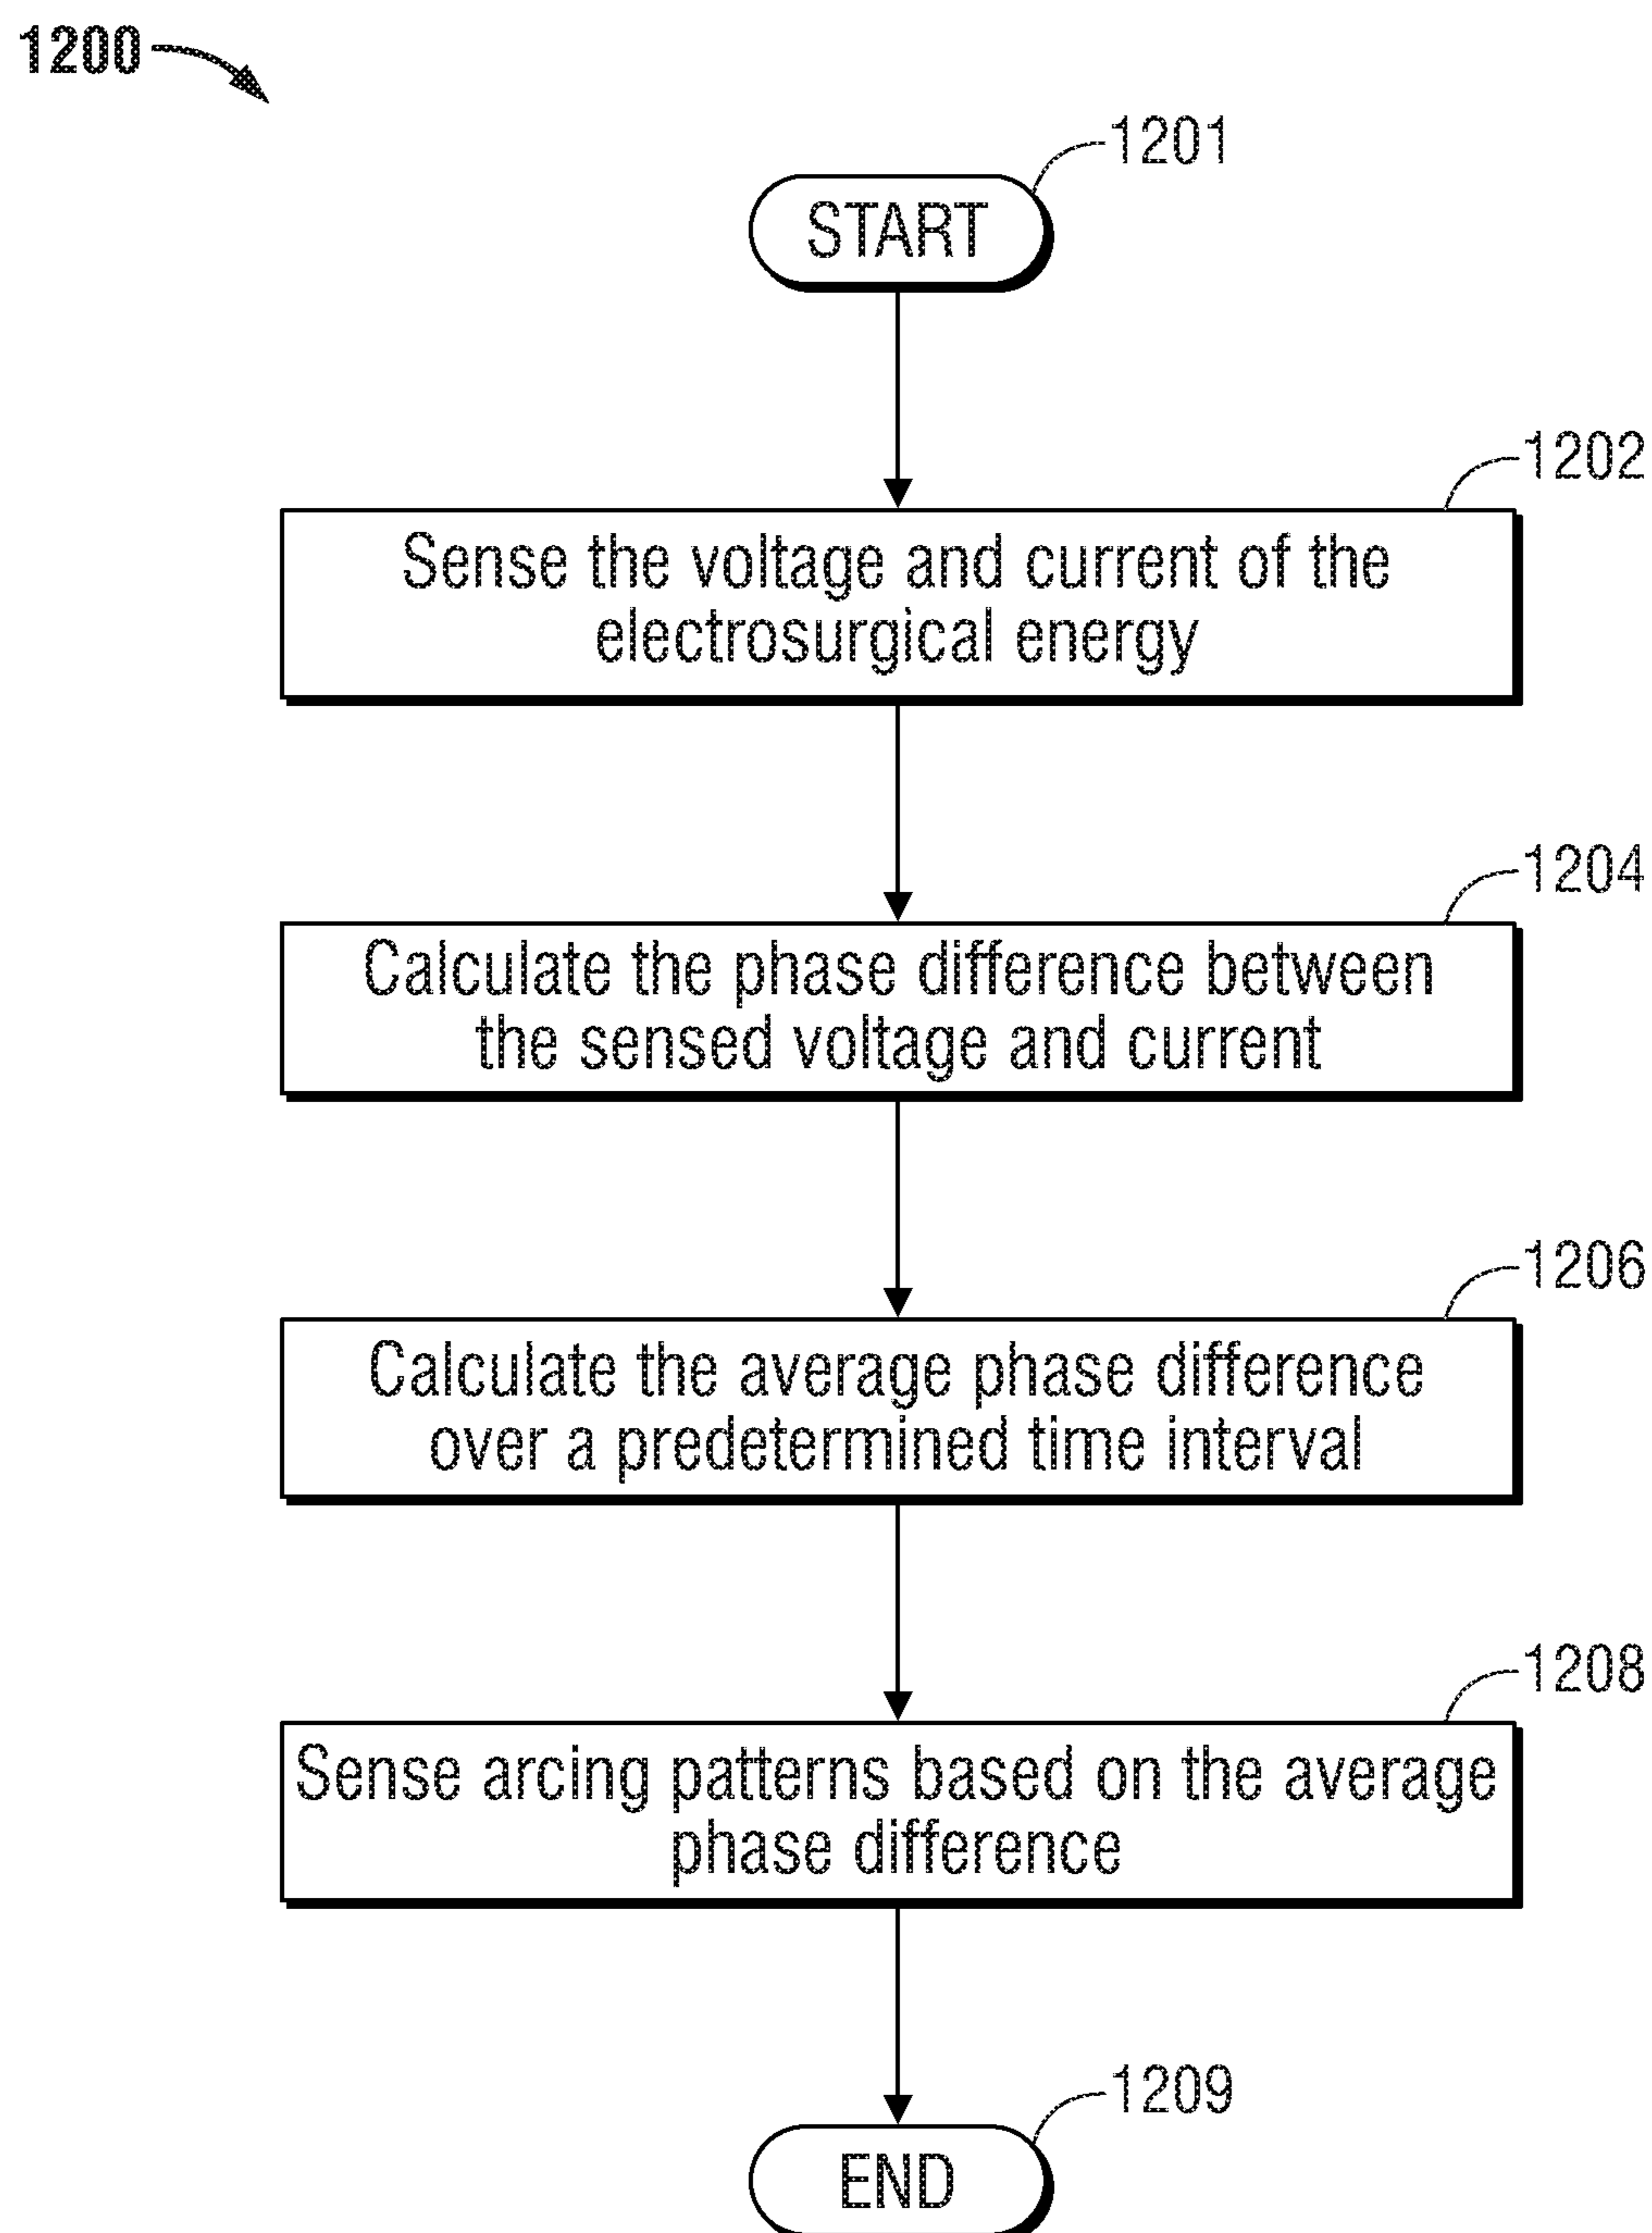 1200
1201
START
1202
Sense the voltage and current of the
electrosurgical energy
1204
Calculate the phase difference between
the sensed voltage and current
1206
Calculate the average phase difference
over a predetermined time interval
1208
Sense arcing patterns based on the average
phase difference
1209
END